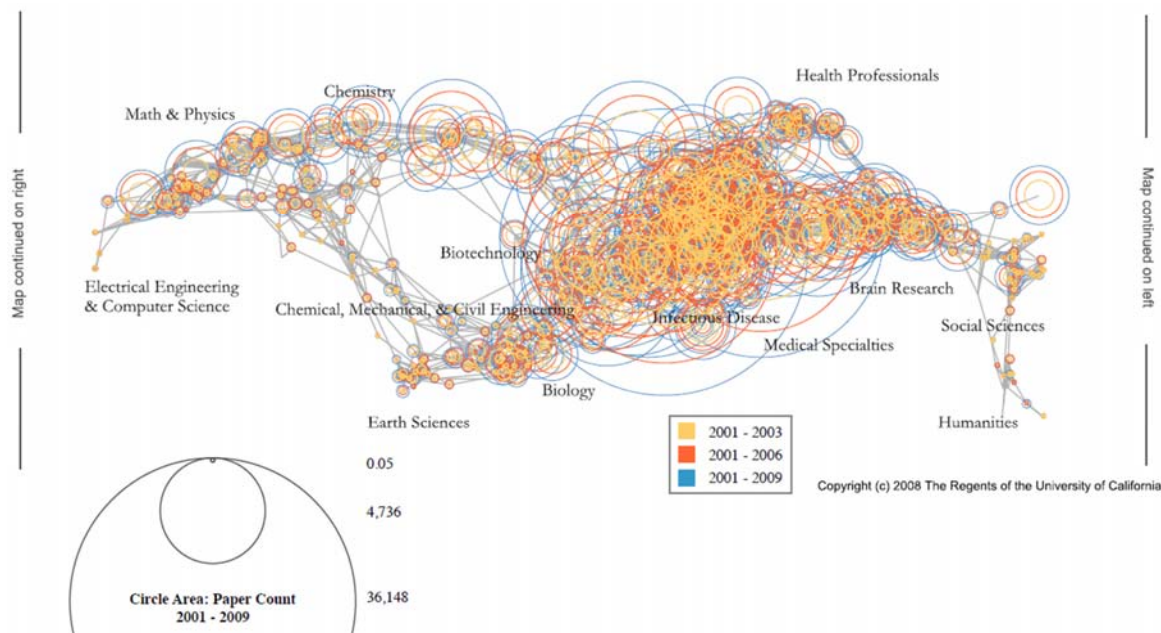 Map continued on right
Map continued on left
Health Professionals
Chemistry
Math & Physics
Biotechnology
Electrical Engineering
& Computer Science
Chemical, Mechanical, & Civil Engineering
Brain Research
Infectious Disease
Social Sciences
Medical Specialties
Biology
Earth Sciences
Humanities
2001 - 2003
2001 - 2006
2001 - 2009
Copyright (c) 2008 The Regents of the University of California
0.05
4,736
36,148
Circle Area: Paper Count
2001 - 2009